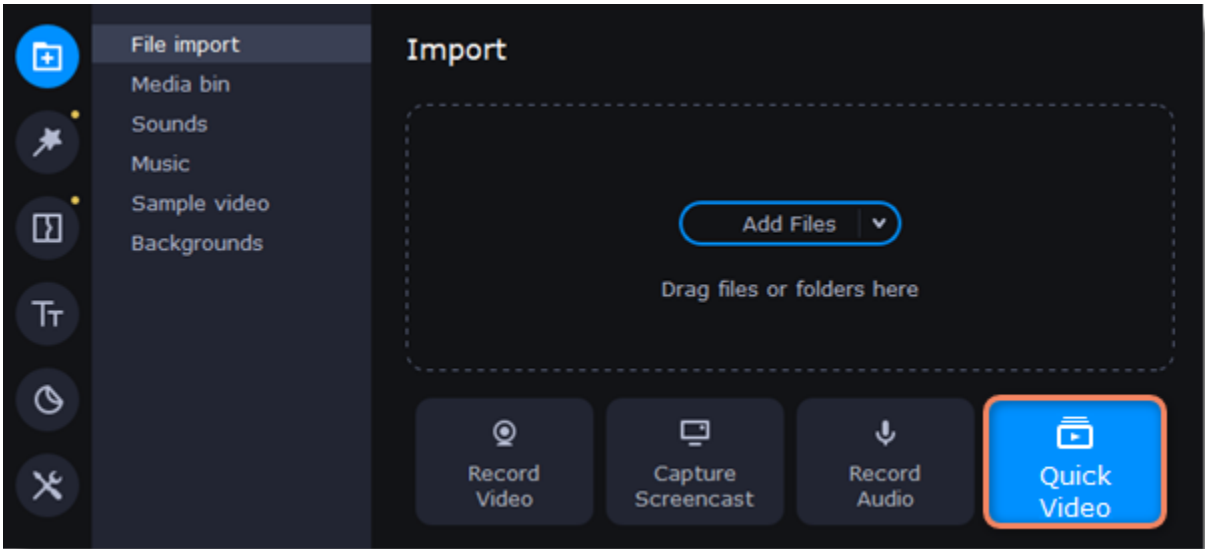 File import
Media bin
Sounds
Music
Sample video
Backgrounds
Import
Add Files
Drag files or folders here
Record
Video
Capture
Screencast
Record
Audio
Quick
Video
Tт